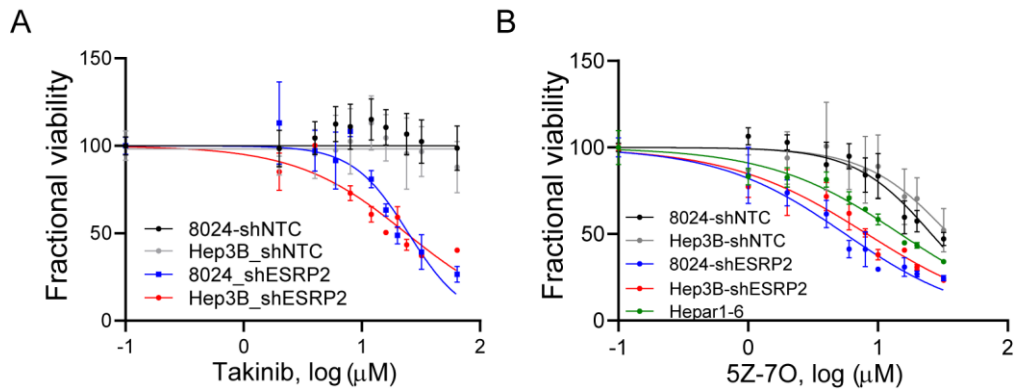 A
Fractional viability
150
100
50
0
8024-shNTC
Hep3B_shNTC
8024_shESRP2
Hep3B_shESRP2
-1
0
1
2
Takinib, log (μM)
B
Fractional viability
150
100
50
0
8024-shNTC
Hep3B-shNTC
8024-shESRP2
Hep3B-shESRP2
Hepar1-6
-1
0
1
2
5Z-7O, log (μM)